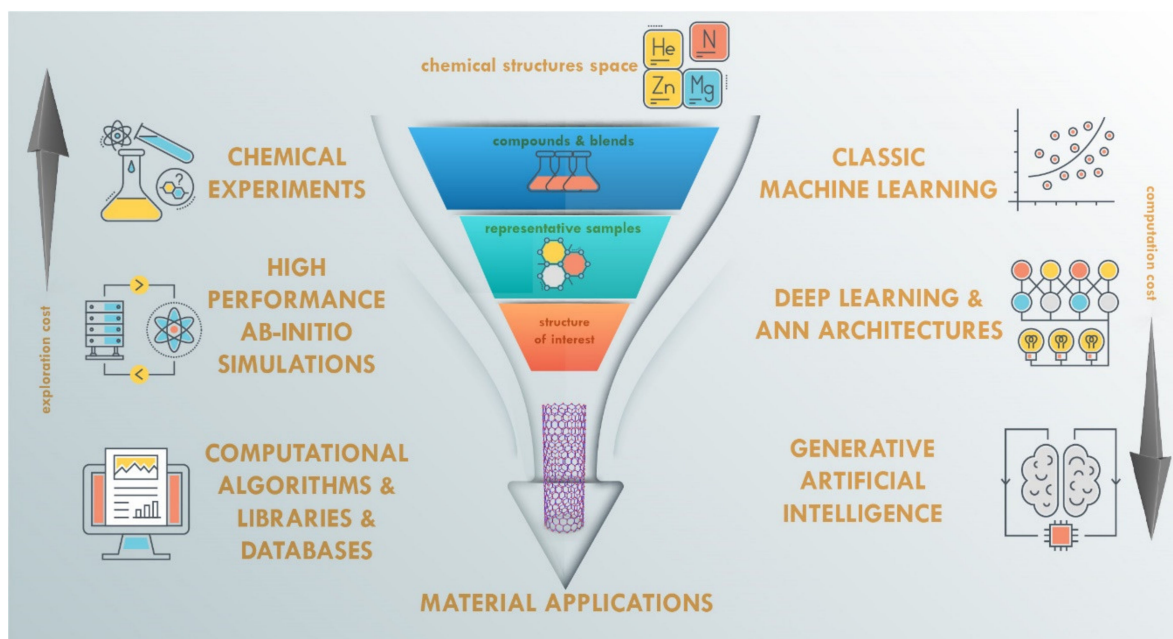 chemical structures space
He
N
Zn
Mg
compounds & blends
representative samples
structure
of interest
exploration cost
CHEMICAL
EXPERIMENTS
?
HIGH
PERFORMANCE
AB-INITIO
SIMULATIONS
>
<
COMPUTATIONAL
ALGORITHMS &
LIBRARIES &
DATABASES
CLASSIC
MACHINE LEARNING
DEEP LEARNING &
ANN ARCHITECTURES
GENERATIVE
ARTIFICIAL
INTELLIGENCE
computation cost
MATERIAL APPLICATIONS